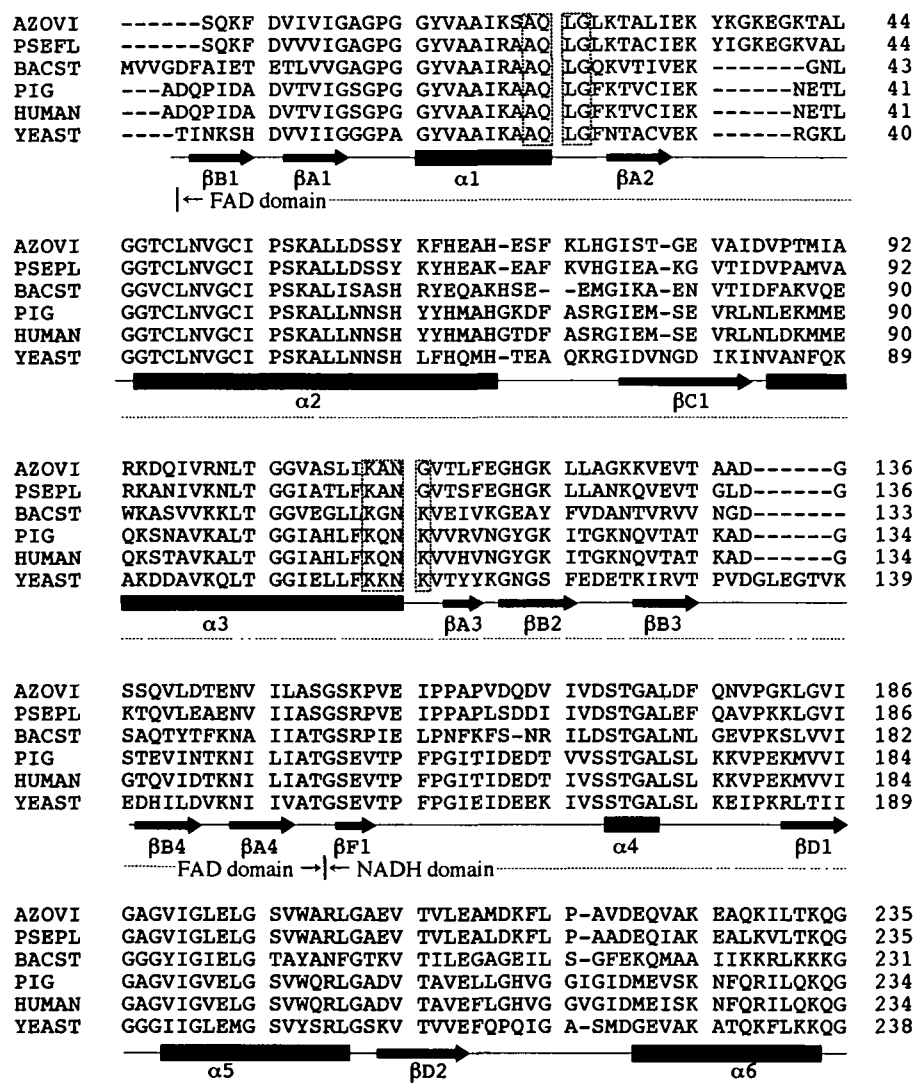 AZOVI ------SQKF DVIVIGAGPG GYVAAIKSAQ LGLKTALIEK YKGKEGKTAL 44
PSEFL ------SQKF DVVVIGAGPG GYVAAIRAAQ LGLKTACIEK YIGKEGKVAL 44
BACST MVVGDFAIET ETLVVGAGPG GYVAAIRAAQ LGQKVTIVEK -------GNL 43
PIG ---ADQPIDA DVTVIGSGPG GYVAAIKAAQ LGFKTVCIEK ------NETL 41
HUMAN ---ADQPIDA DVTVIGSGPG GYVAAIKAAQ LGFKTVCIEK ------NETL 41
YEAST ----TINKSH DVVIIGGGPA GYVAAIKAAQ LGFNTACVEK ------RGKL 40
βB1 βA1 α1 βA2
|← FAD domain
AZOVI GGTCLNVGCI PSKALLDSSY KFHEAH-ESF KLHGIST-GE VAIDVPTMIA 92
PSEPL GGTCLNVGCI PSKALLDSSY KYHEAK-EAF KVHGIEA-KG VTIDVPAMVA 92
BACST GGVCLNVGCI PSKALISASH RYEQAKHSE- -EMGIKA-EN VTIDFAKVQE 90
PIG GGTCLNVGCI PSKALLNNSH YYHMAHGKDF ASRGIEM-SE VRLNLEKMME 90
HUMAN GGTCLNVGCI PSKALLNNSH YYHMAHGTDF ASRGIEM-SE VRLNLDKMME 90
YEAST GGTCLNVGCI PSKALLNNSH LFHQMH-TEA QKRGIDVNGD IKINVANFQK 89
α2 βC1
AZOVI RKDQIVRNLT GGVASLIKAN GVTLFEGHGK LLAGKKVEVT AAD------G 136
PSEPL RKANIVKNLT GGIATLFKAN GVTSFEGHGK LLANKQVEVT GLD------G 136
BACST WKASVVKKLT GGVEGLLKGN KVEIVKGEAY FVDANTVRVV NGD------- 133
PIG QKSNAVKALT GGIAHLFKQN KVVRVNGYGK ITGKNQVTAT KAD------G 134
HUMAN QKSTAVKALT GGIAHLFKQN KVVHVNGYGK ITGKNQVTAT KAD------G 134
YEAST AKDDAVKQLT GGIELLFKKN KVTYYKGNGS FEDETKIRVT PVDGLEGTVK 139
α3 βA3 βB2 βB3
AZOVI SSQVLDTENV ILASGSKPVE IPPAPVDQDV IVDSTGALDF QNVPGKLGVI 186
PSEPL KTQVLEAENV IIASGSRPVE IPPAPLSDDI IVDSTGALEF QAVPKKLGVI 186
BACST SAQTYTFKNA IIATGSRPIE LPNFKFS-NR ILDSTGALNL GEVPKSLVVI 182
PIG STEVINTKNI LIATGSEVTP FPGITIDEDT VVSSTGALSL KKVPEKMVVI 184
HUMAN GTQVIDTKNI LIATGSEVTP FPGITIDEDT IVSSTGALSL KKVPEKMVVI 184
YEAST EDHILDVKNI IVATGSEVTP FPGIEIDEEK IVSSTGALSL KEIPKRLTII 189
βB4 βA4 βF1 α4 βD1
FAD domain →|← NADH domain
AZOVI GAGVIGLELG SVWARLGAEV TVLEAMDKFL P-AVDEQVAK EAQKILTKQG 235
PSEPL GAGVIGLELG SVWARLGAEV TVLEALDKFL P-AADEQIAK EALKVLTKQG 235
BACST GGGYIGIELG TAYANFGTKV TILEGAGEIL S-GFEKQMAA IIKKRLKKKG 231
PIG GAGVIGVELG SVWQRLGADV TAVELLGHVG GIGIDMEVSK NFQRILQKQG 234
HUMAN GAGVIGVELG SVWQRLGADV TAVEFLGHVG GVGIDMEISK NFQRILQKQG 234
YEAST GGGIIGLEMG SVYSRLGSKV TVVEFQPQIG A-SMDGEVAK ATQKFLKKQG 238
α5 βD2 α6